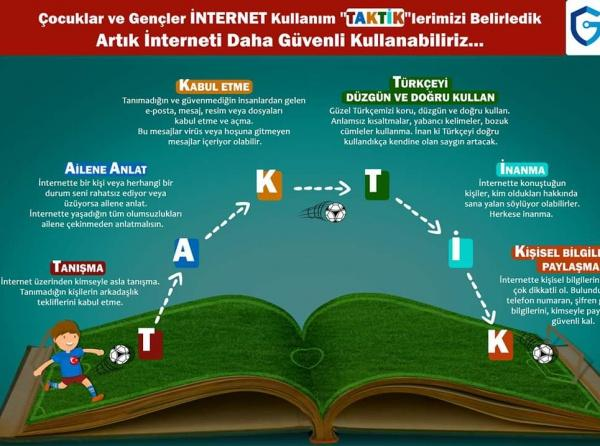 Çocuklar ve Gençler İNTERNET Kullanım "TAKTİK"lerimizi Belirledik
Artık İnterneti Daha Güvenli Kullanabiliriz...
KABUL ETME
Tanımadığın ve güvenmediğin insanlardan gelen
e-posta, mesaj, resim veya dosyaları
kabul etme ve açma.
Bu mesajlar virüs veya hoşuna gitmeyen
mesajlar içeriyor olabilir.
TÜRKÇEYİ
DÜZGÜN VE DOĞRU KULLAN
Güzel Türkçemizi koru, düzgün ve doğru kullan.
Anlamsız kısaltmalar, yabancı kelimeler, bozuk
cümleler kullanma. İnan ki Türkçeyi doğru
kullandıkça kendine olan saygın artacak.
AİLENE ANLAT
İnternette bir kişi veya herhangi bir
durum seni rahatsız ediyor veya
üzüyorsa ailene anlat.
İnternette yaşadığın tüm olumsuzlukları
ailene çekinmeden anlatmalısın.
İNANMA
İnternette konuştuğun
kişiler, kim oldukları hakkında
sana yalan söylüyor olabilirler.
Herkese inanma.
TANIŞMA
İnternet üzerinden kimseyle asla tanışma.
Tanımadığın kişilerin arkadaşlık
tekliflerini kabul etme.
KİŞİSEL BİLGİLE
PAYLAŞMA
İnternette kişisel bilgilerin
çok dikkatli ol. Bulundu
telefon numaran, şifren g
bilgilerini, kimseyle pay
güvenli kal.
T
A
K
T
İ
K